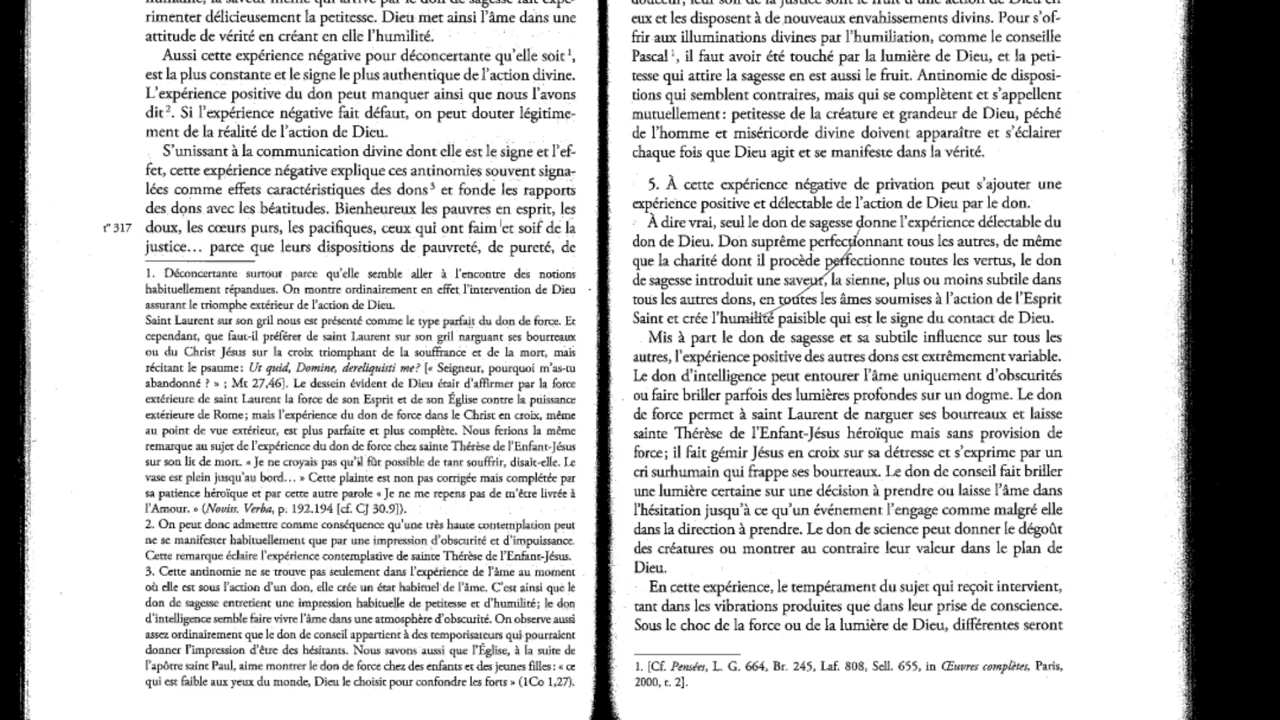 rimenter délicieusement la petitesse. Dieu met ainsi l'âme dans une
attitude de vérité en créant en elle l'humilité.
Aussi cette expérience négative pour déconcertante qu'elle soit¹,
est la plus constante et le signe le plus authentique de l'action divine.
L'expérience positive du don peut manquer ainsi que nous l'avons
dit². Si l'expérience négative fait défaut, on peut douter légitime-
ment de la réalité de l'action de Dieu.
S'unissant à la communication divine dont elle est le signe et l'ef-
fet, cette expérience négative explique ces antinomies souvent signa-
lées comme effets caractéristiques des dons³ et fonde les rapports
des dons avec les béatitudes. Bienheureux les pauvres en esprit, les
fº 317 doux, les cœurs purs, les pacifiques, ceux qui ont faim et soif de la
justice... parce que leurs dispositions de pauvreté, de pureté, de
1. Déconcertante surtout parce qu'elle semble aller à l'encontre des notions
habituellement répandues. On montre ordinairement en effet l'intervention de Dieu
assurant le triomphe extérieur de l'action de Dieu.
Saint Laurent sur son gril nous est présenté comme le type parfait du don de force. Et
cependant, que faut-il préférer de saint Laurent sur son gril narguant ses bourreaux
ou du Christ Jésus sur la croix triomphant de la souffrance et de la mort, mais
récitant le psaume: Ut quid, Domine, dereliquisti me? [« Seigneur, pourquoi m'as-tu
abandonné ? » ; Mt 27,46]. Le dessein évident de Dieu était d'affirmer par la force
extérieure de saint Laurent la force de son Esprit et de son Église contre la puissance
extérieure de Rome; mais l'expérience du don de force dans le Christ en croix, même
au point de vue extérieur, est plus parfaite et plus complète. Nous ferions la même
remarque au sujet de l'expérience du don de force chez sainte Thérèse de l'Enfant-Jésus
sur son lit de mort. « Je ne croyais pas qu'il fût possible de tant souffrir, disait-elle. Le
vase est plein jusqu'au bord... » Cette plainte est non pas corrigée mais complétée par
sa patience héroïque et par cette autre parole « Je ne me repens pas de m'être livrée à
l'Amour. » (Noviss. Verba, p. 192.194 [cf. CJ 30.9]).
2. On peut donc admettre comme conséquence qu'une très haute contemplation peut
ne se manifester habituellement que par une impression d'obscurité et d'impuissance.
Cette remarque éclaire l'expérience contemplative de sainte Thérèse de l'Enfant-Jésus.
3. Cette antinomie ne se trouve pas seulement dans l'expérience de l'âme au moment
où elle est sous l'action d'un don, elle crée un état habituel de l'âme. C'est ainsi que le
don de sagesse entretient une impression habituelle de petitesse et d'humilité; le don
d'intelligence semble faire vivre l'âme dans une atmosphère d'obscurité. On observe aussi
assez ordinairement que le don de conseil appartient à des temporisateurs qui pourraient
donner l'impression d'être des hésitants. Nous savons aussi que l'Église, à la suite de
l'apôtre saint Paul, aime montrer le don de force chez des enfants et des jeunes filles: « ce
qui est faible aux yeux du monde, Dieu le choisit pour confondre les forts » (1Co 1,27).
eux et les disposent à de nouveaux envahissements divins. Pour s'of-
frir aux illuminations divines par l'humiliation, comme le conseille
Pascal¹, il faut avoir été touché par la lumière de Dieu, et la peti-
tesse qui attire la sagesse en est aussi le fruit. Antinomie de disposi-
tions qui semblent contraires, mais qui se complètent et s'appellent
mutuellement: petitesse de la créature et grandeur de Dieu, péché
de l'homme et miséricorde divine doivent apparaître et s'éclairer
chaque fois que Dieu agit et se manifeste dans la vérité.
5. À cette expérience négative de privation peut s'ajouter une
expérience positive et délectable de l'action de Dieu par le don.
À dire vrai, seul le don de sagesse donne l'expérience délectable du
don de Dieu. Don suprême perfectionnant tous les autres, de même
que la charité dont il procède perfectionne toutes les vertus, le don
de sagesse introduit une saveur, la sienne, plus ou moins subtile dans
tous les autres dons, en toutes les âmes soumises à l'action de l'Esprit
Saint et crée l'humilité paisible qui est le signe du contact de Dieu.
Mis à part le don de sagesse et sa subtile influence sur tous les
autres, l'expérience positive des autres dons est extrêmement variable.
Le don d'intelligence peut entourer l'âme uniquement d'obscurités
ou faire briller parfois des lumières profondes sur un dogme. Le don
de force permet à saint Laurent de narguer ses bourreaux et laisse
sainte Thérèse de l'Enfant-Jésus héroïque mais sans provision de
force; il fait gémir Jésus en croix sur sa détresse et s'exprime par un
cri surhumain qui frappe ses bourreaux. Le don de conseil fait briller
une lumière certaine sur une décision à prendre ou laisse l'âme dans
l'hésitation jusqu'à ce qu'un événement l'engage comme malgré elle
dans la direction à prendre. Le don de science peut donner le dégoût
des créatures ou montrer au contraire leur valeur dans le plan de
Dieu.
En cette expérience, le tempérament du sujet qui reçoit intervient,
tant dans les vibrations produites que dans leur prise de conscience.
Sous le choc de la force ou de la lumière de Dieu, différentes seront
1. [Cf. Pensées, L. G. 664, Br. 245, Laf. 808, Sell. 655, in Œuvres complètes, Paris,
2000, t. 2].